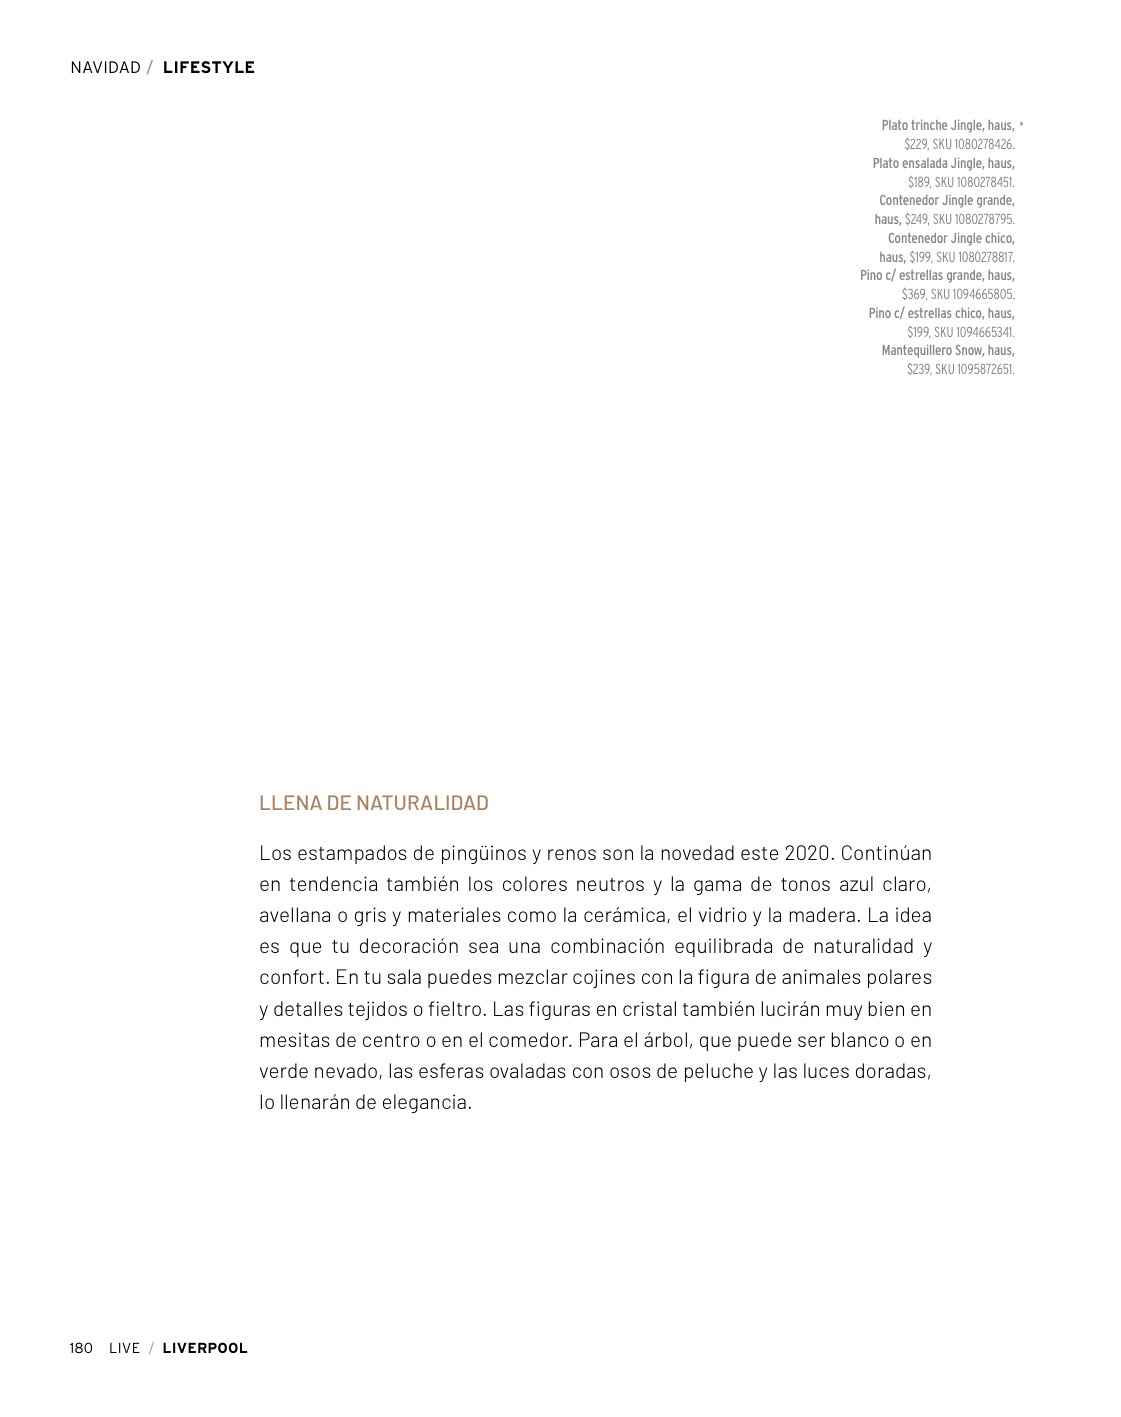 NAVIDAD / LIFESTYLE
Plato trinche Jingle, haus,
$229, SKU 1080278426.
Plato ensalada Jingle, haus,
$189, SKU 1080278451.
Contenedor Jingle grande,
haus, $249, SKU 1080278795.
Contenedor Jingle chico,
haus, $199, SKU 1080278817.
Pino c/ estrellas grande, haus,
$369, SKU 1094665805.
Pino c/ estrellas chico, haus,
$199, SKU 1094665341.
Mantequillero Snow, haus,
$239, SKU 1095872651.
LLENA DE NATURALIDAD
Los estampados de pingüinos y renos son la novedad este 2020. Continúan
en tendencia también los colores neutros y la gama de tonos azul claro,
avellana o gris y materiales como la cerámica, el vidrio y la madera. La idea
es que tu decoración sea una combinación equilibrada de naturalidad y
confort. En tu sala puedes mezclar cojines con la figura de animales polares
y detalles tejidos o fieltro. Las figuras en cristal también lucirán muy bien en
mesitas de centro o en el comedor. Para el árbol, que puede ser blanco o en
verde nevado, las esferas ovaladas con osos de peluche y las luces doradas,
lo llenarán de elegancia.
180 LIVE / LIVERPOOL